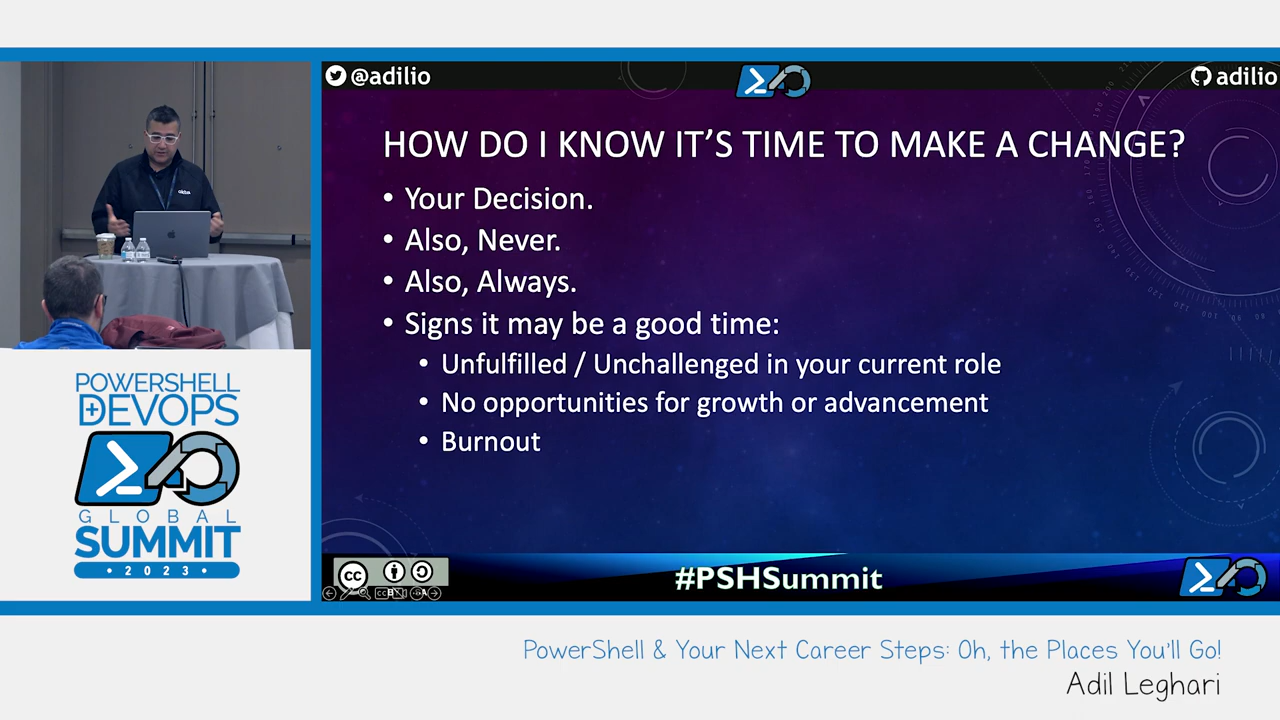 @adilio
adilio
HOW DO I KNOW IT'S TIME TO MAKE A CHANGE?
• Your Decision.
• Also, Never.
• Also, Always.
• Signs it may be a good time:
• Unfulfilled / Unchallenged in your current role
• No opportunities for growth or advancement
• Burnout
#PSHSummit
POWERSHELL
+DEVOPS
GLOBAL
SUMMIT
• 2023 •
PowerShell & Your Next Career Steps: Oh, the Places You'll Go!
Adil Leghari